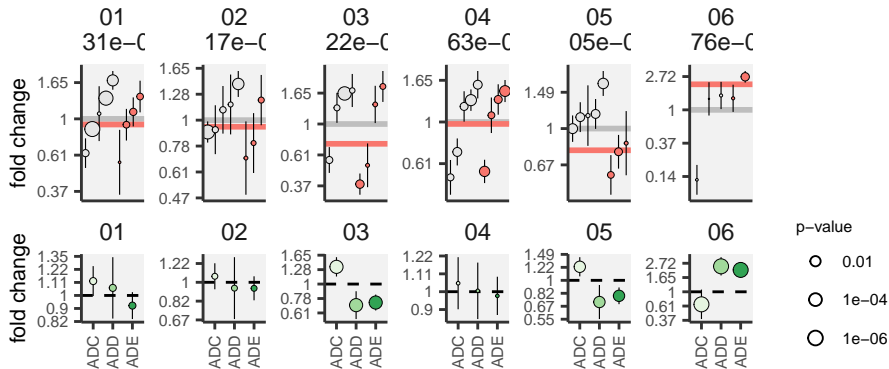 01 02 03 04 05 06
31e−0 17e−0 22e−0 63e−0 05e−0 76e−0
fold change
1.65 1 0.61 0.37
1.65 1.28 1 0.78 0.61 0.47
1.65 1 0.61 0.37
1.65 1 0.61
1.49 1 0.67
2.72 1 0.37 0.14
01 02 03 04 05 06
fold change
1.35 1.22 1.11 1 0.9 0.82
1.22 1 0.82 0.67
1.65 1.28 1 0.78 0.61
1.22 1.11 1 0.9
1.49 1.22 1 0.82 0.67 0.55
2.72 1.65 1 0.61 0.37
ADC ADD ADE ADC ADD ADE ADC ADD ADE ADC ADD ADE ADC ADD ADE ADC ADD ADE
p−value
0.01
1e−04
1e−06